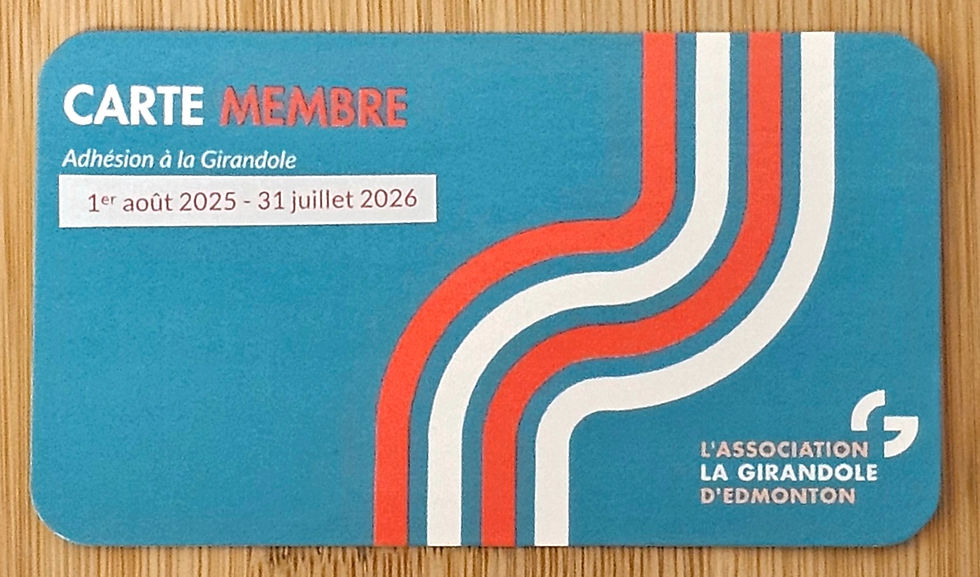 CARTE MEMBRE
Adhésion à la Girandole
1er août 2025 - 31 juillet 2026
L'ASSOCIATION
LA GIRANDOLE
D'EDMONTON